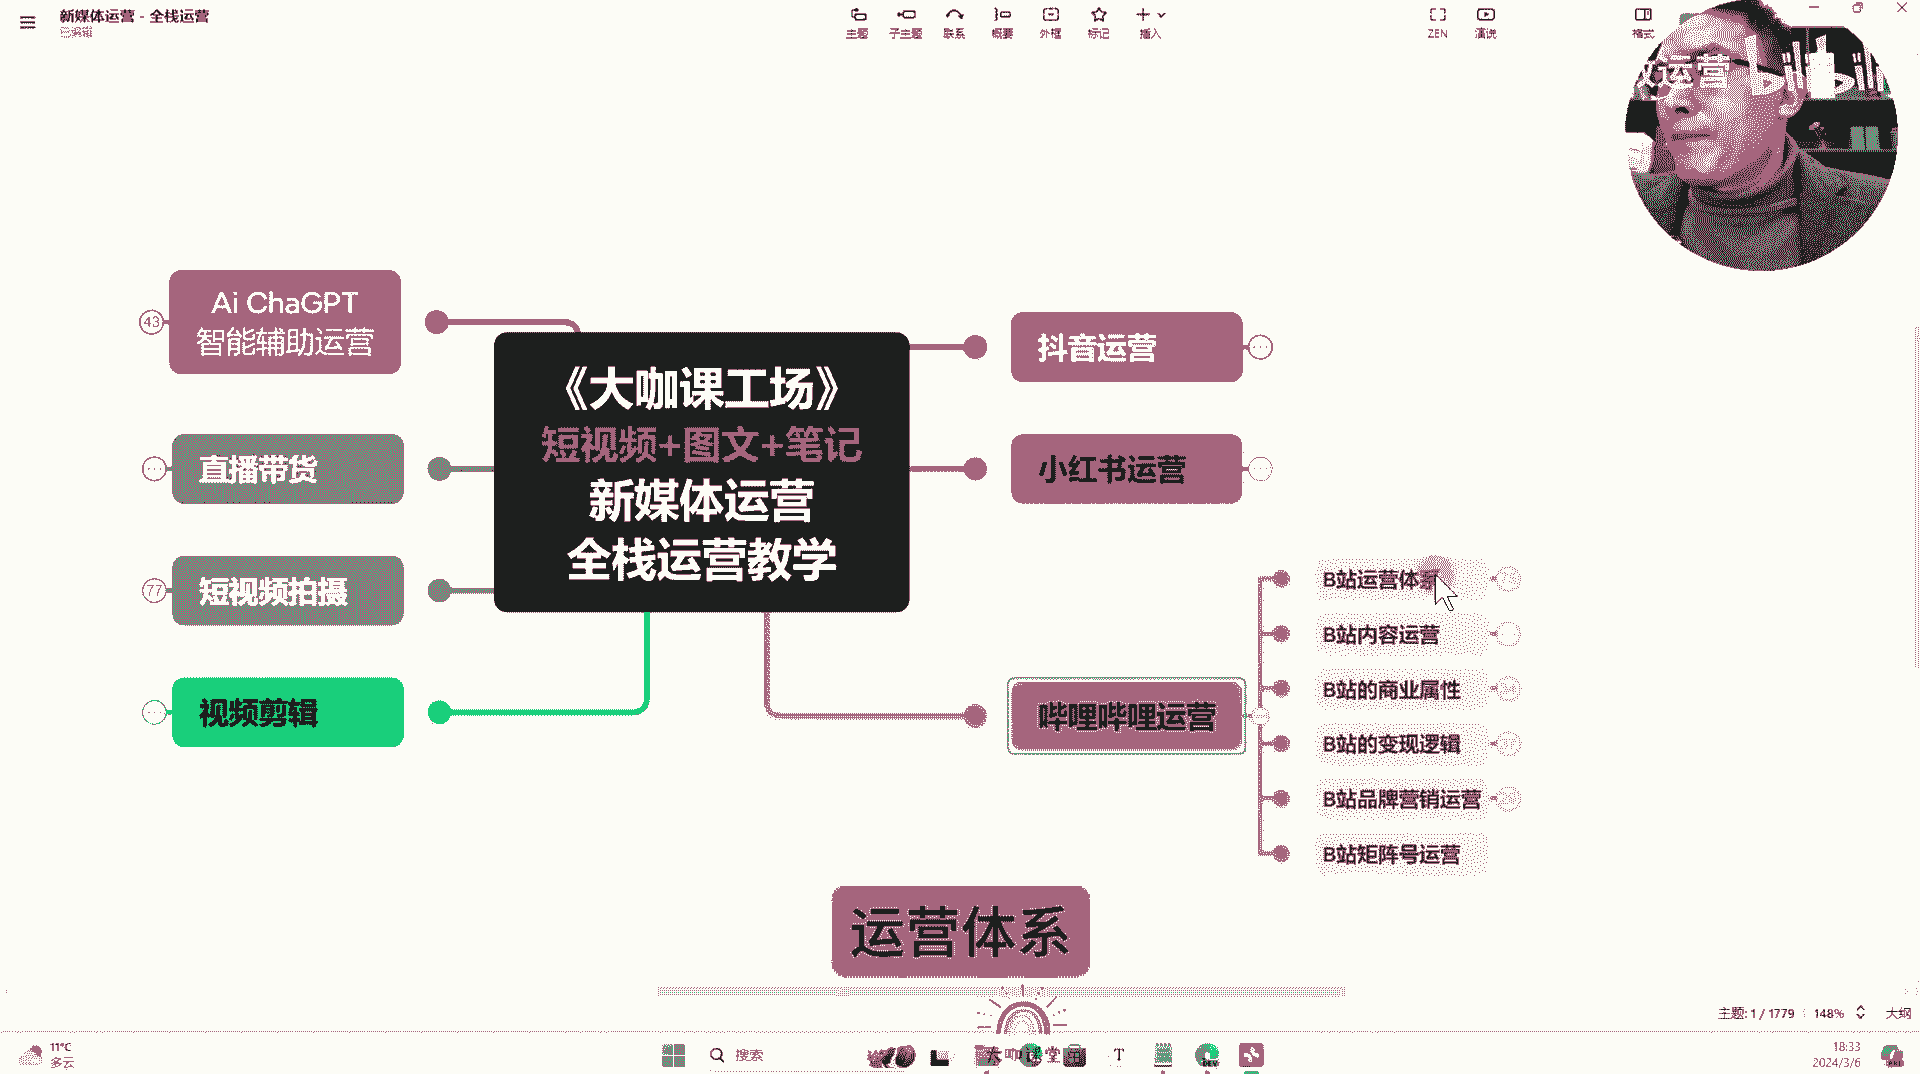 新媒体运营 - 全栈运营
已编辑
主题
子主题
联系
概要
外框
标记
插入
ZEN
演说
格式
运营 bilibili
43
Ai ChaGPT
智能辅助运营
直播带货
77
短视频拍摄
视频剪辑
《大咖课工场》
短视频+图文+笔记
新媒体运营
全栈运营教学
抖音运营
小红书运营
哔哩哔哩运营
B站运营体系
B站内容运营
B站的商业属性
B站的变现逻辑
B站品牌营销运营
B站矩阵号运营
运营体系
主题: 1 / 1779
148%
大纲
11°C
多云
搜索
大咖课堂
18:33
2024/3/6